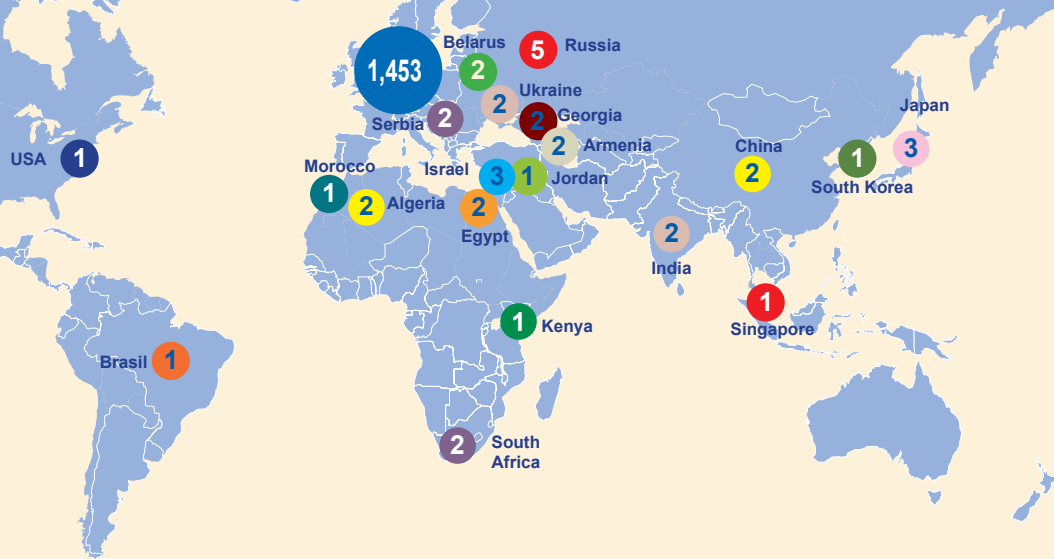 Belarus
5 Russia
1,453
2
Ukraine
2
Japan
2 Georgia
Serbia 2
2 Armenia
China
USA 1
3
1
Morocco
Israel 3
1 Jordan
2
South Korea
1
2 Algeria
2
Egypt
2
India
1
Singapore
1 Kenya
Brasil 1
2 South
Africa